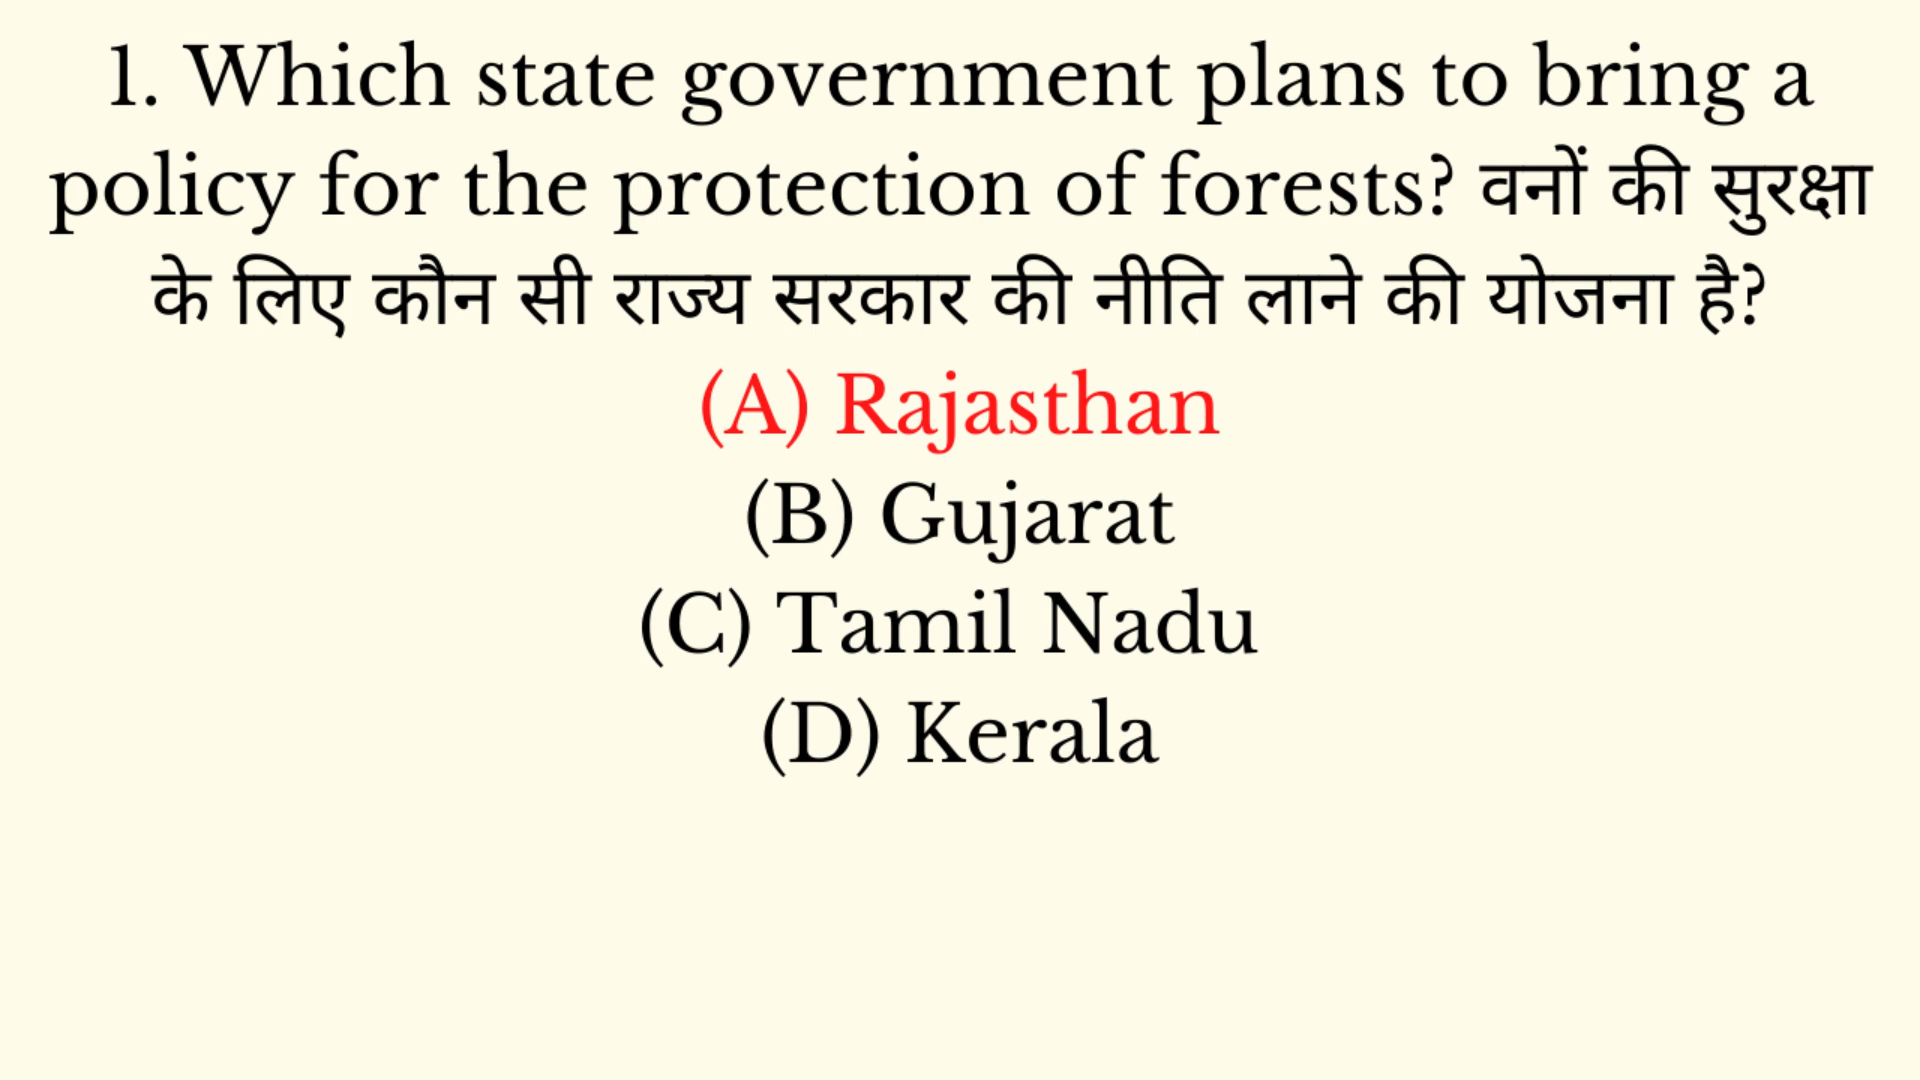 1. Which state government plans to bring a
policy for the protection of forests? वनों की सुरक्षा
के लिए कौन सी राज्य सरकार की नीति लाने की योजना है?
(A) Rajasthan
(B) Gujarat
(C) Tamil Nadu
(D) Kerala